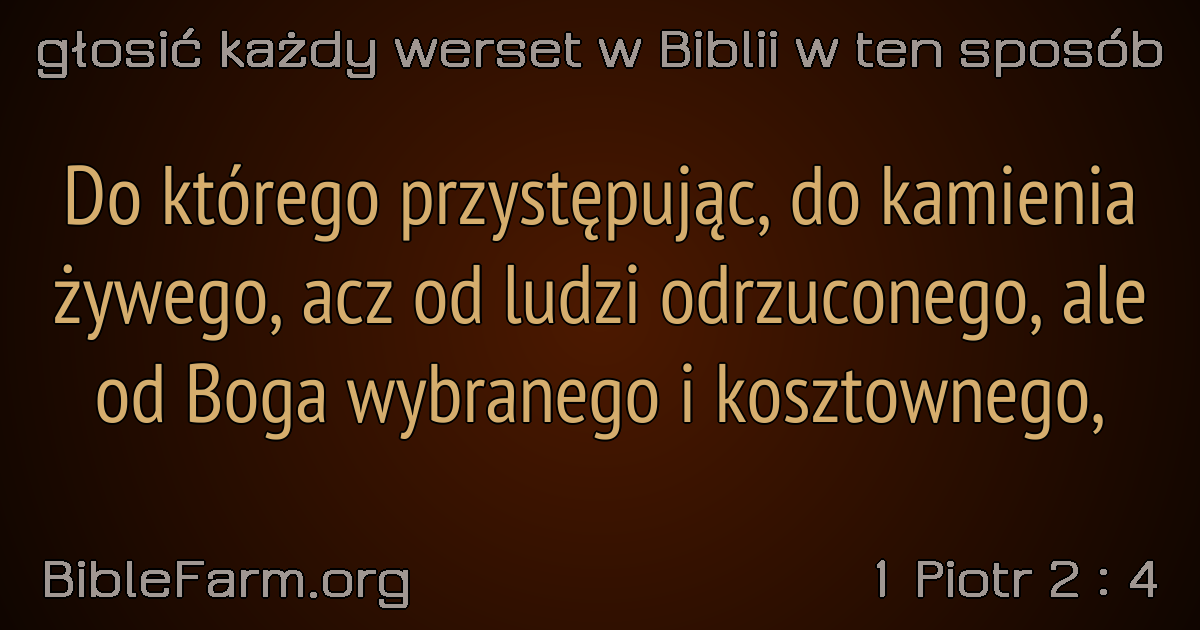 głosić każdy werset w Biblii w ten sposób
Do którego przystępując, do kamienia
żywego, acz od ludzi odrzuconego, ale
od Boga wybranego i kosztownego,
BibleFarm.org
1 Piotr 2 : 4